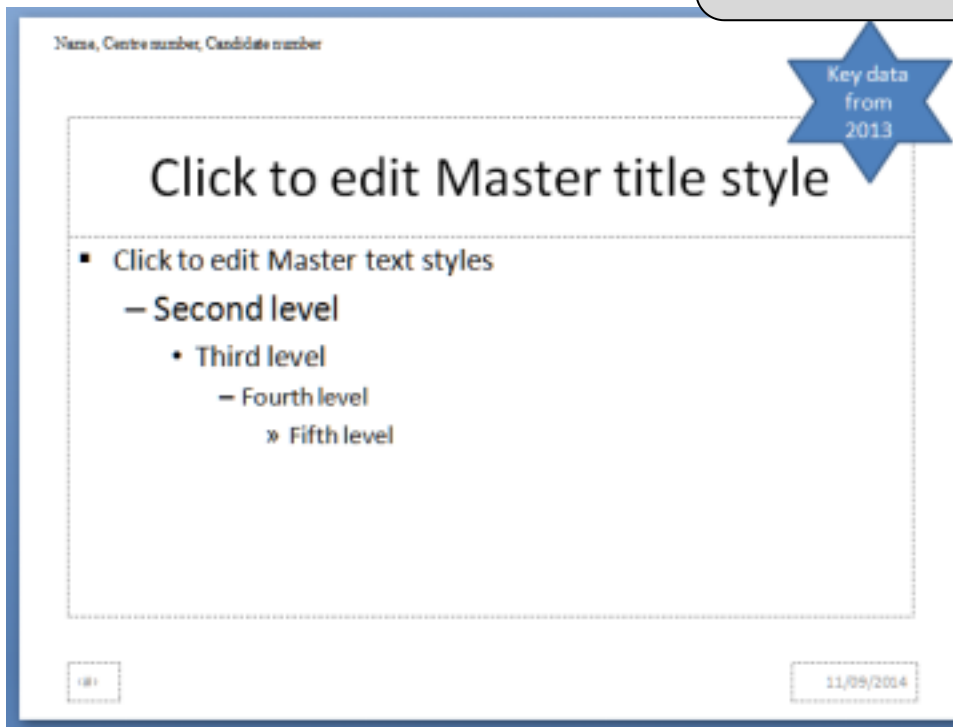 Name, Centre number, Candidate number
Key data
from
2013
Click to edit Master title style
▪ Click to edit Master text styles
– Second level
• Third level
– Fourth level
» Fifth level
‹#›
11/09/2014